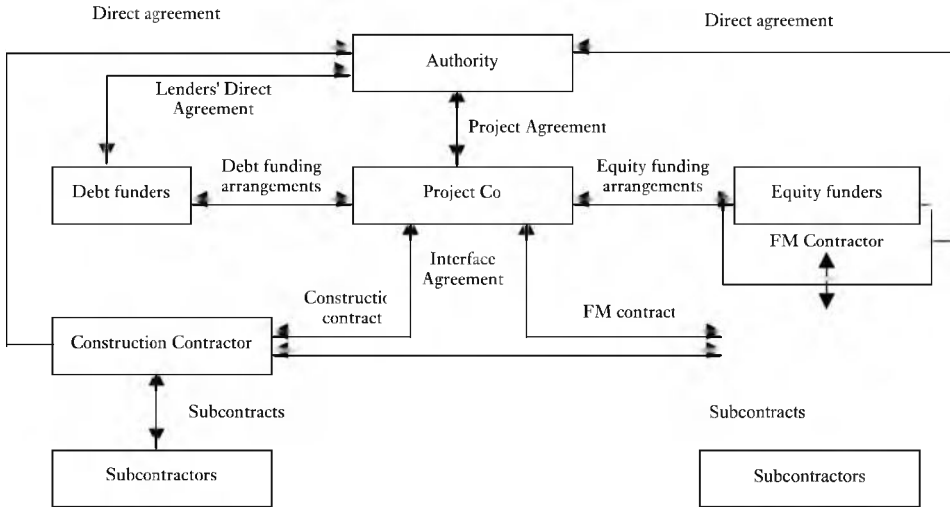 Direct agreement
Direct agreement
Authority
Lenders' Direct
Agreement
Project Agreement
Debt funding
arrangements
Equity funding
arrangements
Debt funders
Project Co
Equity funders
FM Contractor
Interface
Agreement
Constructic
contract
FM contract
Construction Contractor
Subcontracts
Subcontracts
Subcontractors
Subcontractors